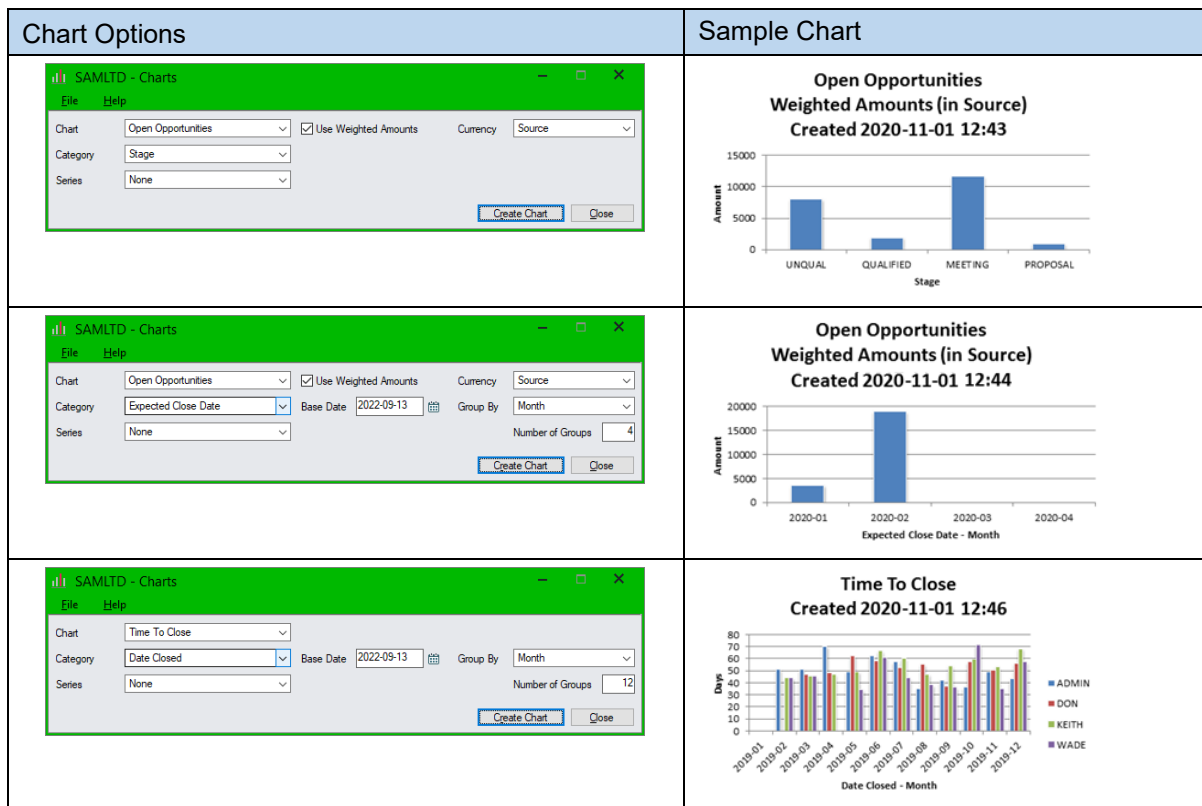 Chart Options
Sample Chart
SAMLTD - Charts
File Help
Chart Open Opportunities Use Weighted Amounts Currency Source
Category Stage
Series None
Create Chart Close
Open Opportunities
Weighted Amounts (in Source)
Created 2020-11-01 12:43
15000
10000
5000
0
Amount
UNQUAL QUALIFIED MEETING PROPOSAL
Stage
SAMLTD - Charts
File Help
Chart Open Opportunities Use Weighted Amounts Currency Source
Category Expected Close Date Base Date 2022-09-13 Group By Month
Series None Number of Groups 4
Create Chart Close
Open Opportunities
Weighted Amounts (in Source)
Created 2020-11-01 12:44
20000
15000
10000
5000
0
Amount
2020-01 2020-02 2020-03 2020-04
Expected Close Date - Month
SAMLTD - Charts
File Help
Chart Time To Close
Category Date Closed Base Date 2022-09-13 Group By Month
Series None Number of Groups 12
Create Chart Close
Time To Close
Created 2020-11-01 12:46
80
70
60
50
40
30
20
10
0
Days
2019-01 2019-02 2019-03 2019-04 2019-05 2019-06 2019-07 2019-08 2019-09 2019-10 2019-11 2019-12
Date Closed - Month
ADMIN
DON
KEITH
WADE